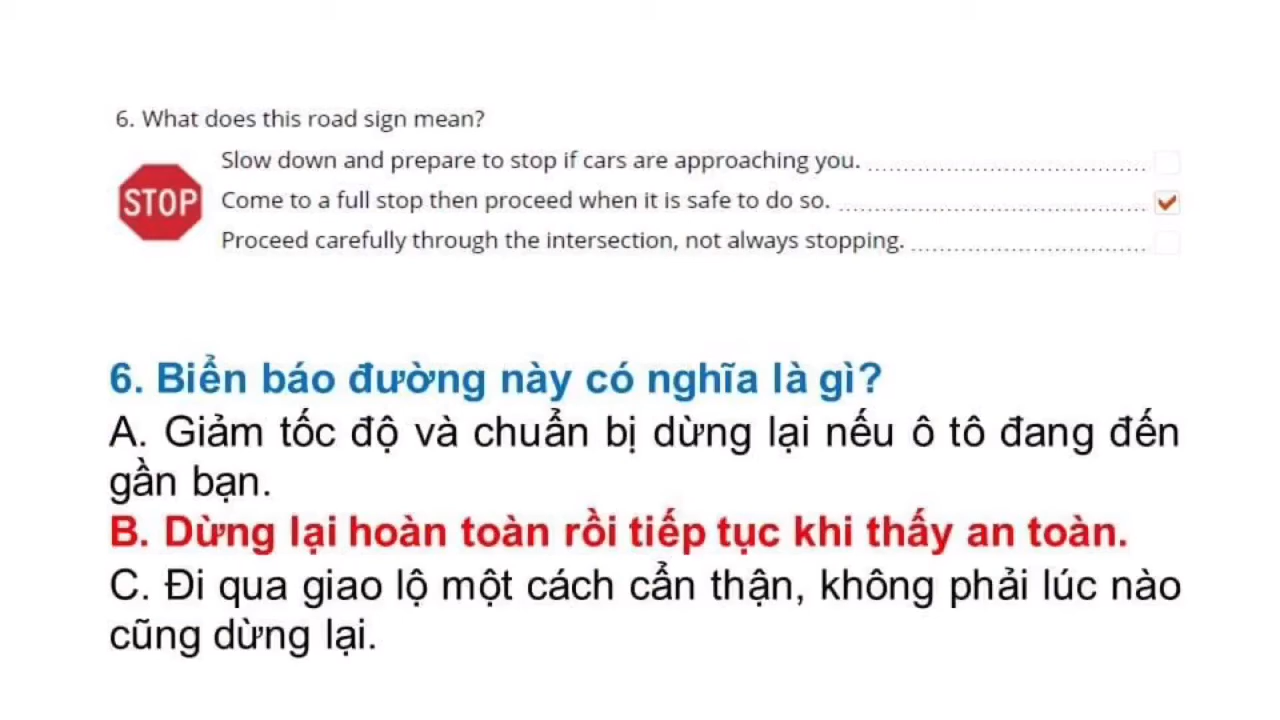 6. What does this road sign mean?
Slow down and prepare to stop if cars are approaching you.
STOP
Come to a full stop then proceed when it is safe to do so.
Proceed carefully through the intersection, not always stopping.
6. Biển báo đường này có nghĩa là gì?
A. Giảm tốc độ và chuẩn bị dừng lại nếu ô tô đang đến
gần bạn.
B. Dừng lại hoàn toàn rồi tiếp tục khi thấy an toàn.
C. Đi qua giao lộ một cách cẩn thận, không phải lúc nào
cũng dừng lại.